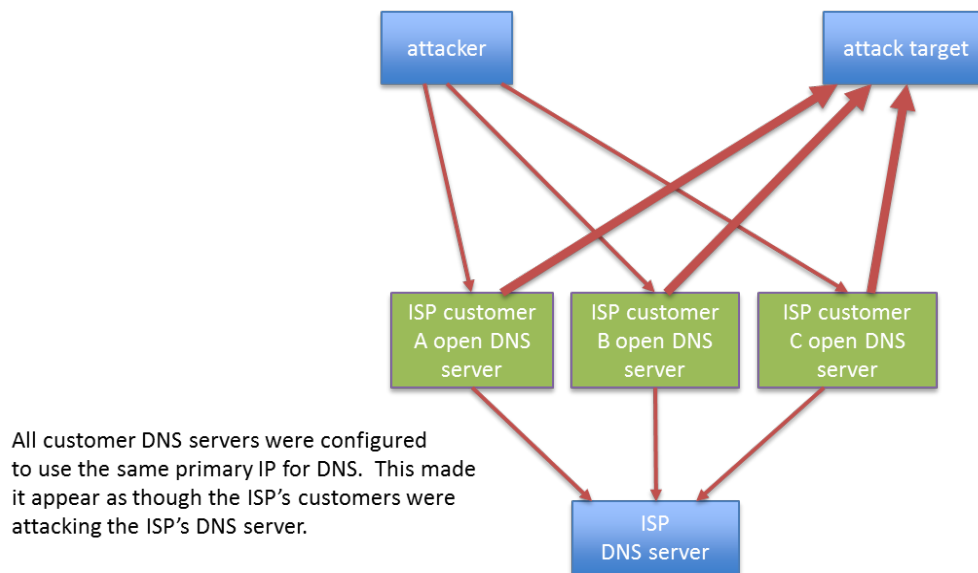 attacker
attack target
ISP customer
A open DNS
server
ISP customer
B open DNS
server
ISP customer
C open DNS
server
All customer DNS servers were configured
to use the same primary IP for DNS.  This made
it appear as though the ISP’s customers were
attacking the ISP’s DNS server.
ISP
DNS server